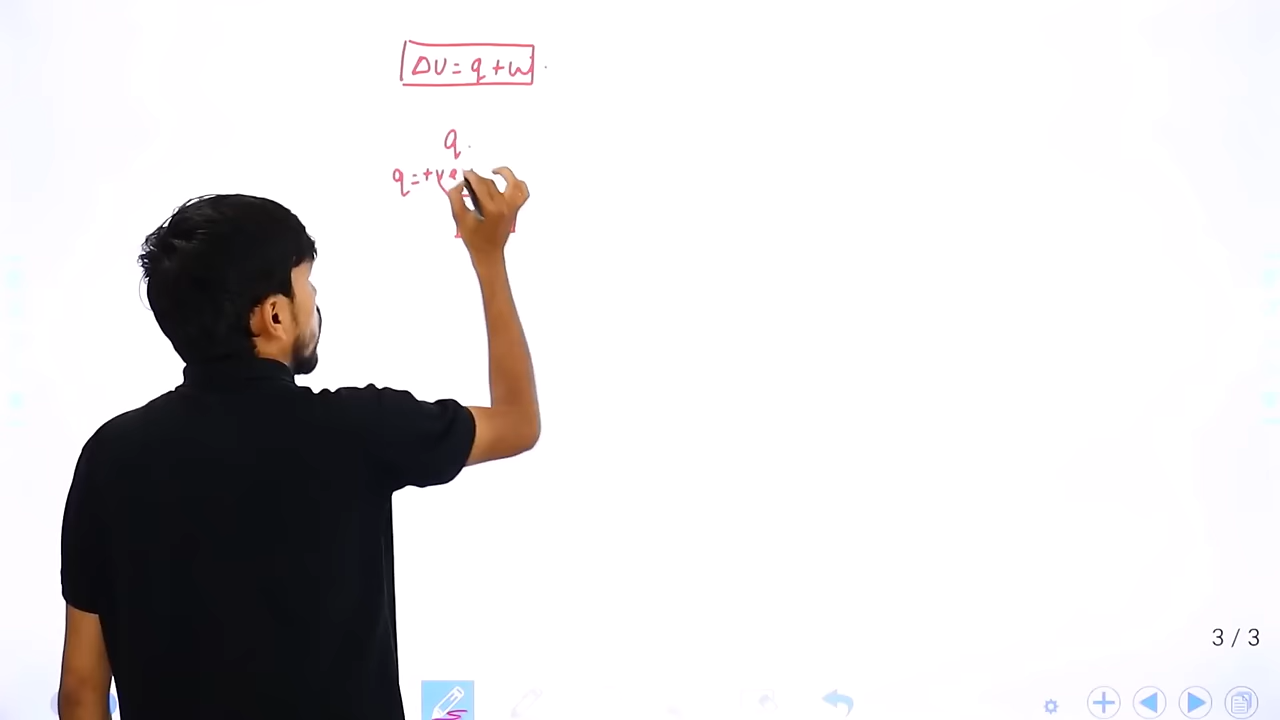 ΔU = q + w
q
q = +ve
3 / 3